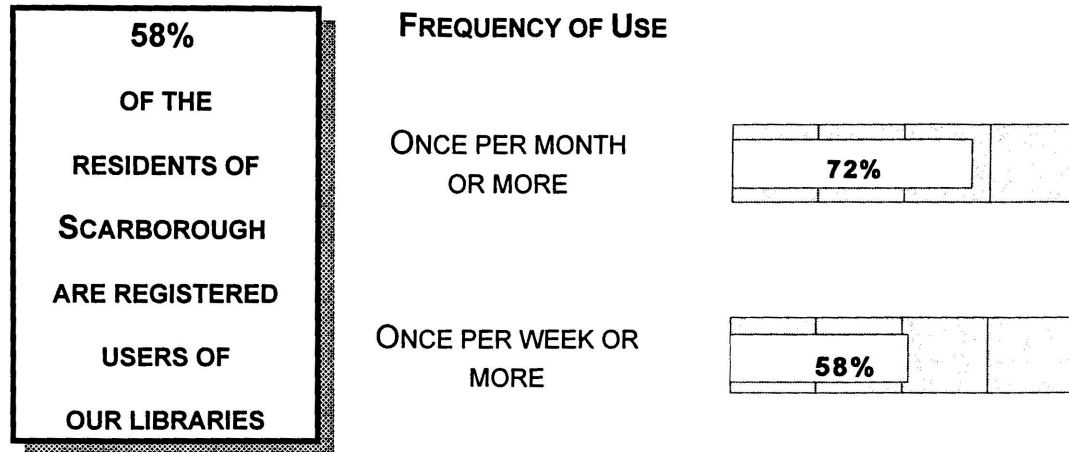 58%
OF THE
RESIDENTS OF
SCARBOROUGH
ARE REGISTERED
USERS OF
OUR LIBRARIES
FREQUENCY OF USE
ONCE PER MONTH
OR MORE
72%
ONCE PER WEEK OR
MORE
58%